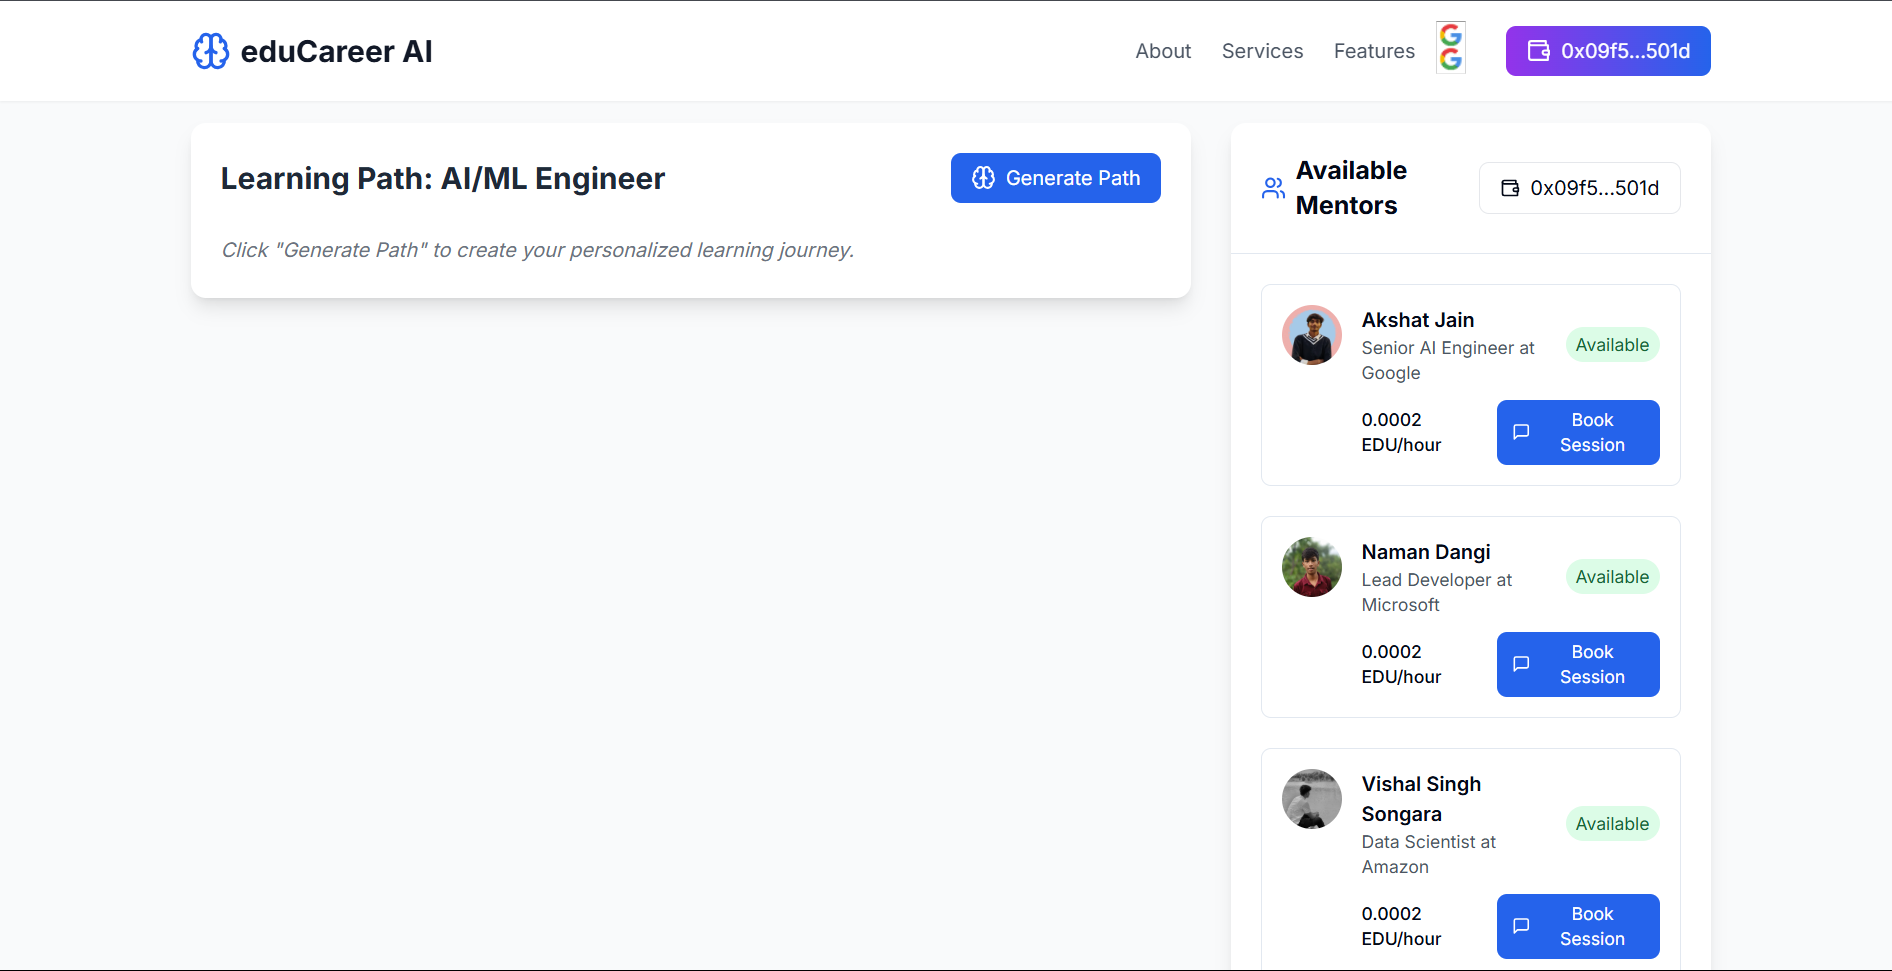 eduCareer AI
About
Services
Features
G
G
0x09f5...501d
Learning Path: AI/ML Engineer
Generate Path
Click "Generate Path" to create your personalized learning journey.
Available
Mentors
0x09f5...501d
Akshat Jain
Senior AI Engineer at
Google
Available
0.0002
EDU/hour
Book
Session
Naman Dangi
Lead Developer at
Microsoft
Available
0.0002
EDU/hour
Book
Session
Vishal Singh
Songara
Data Scientist at
Amazon
Available
0.0002
EDU/hour
Book
Session